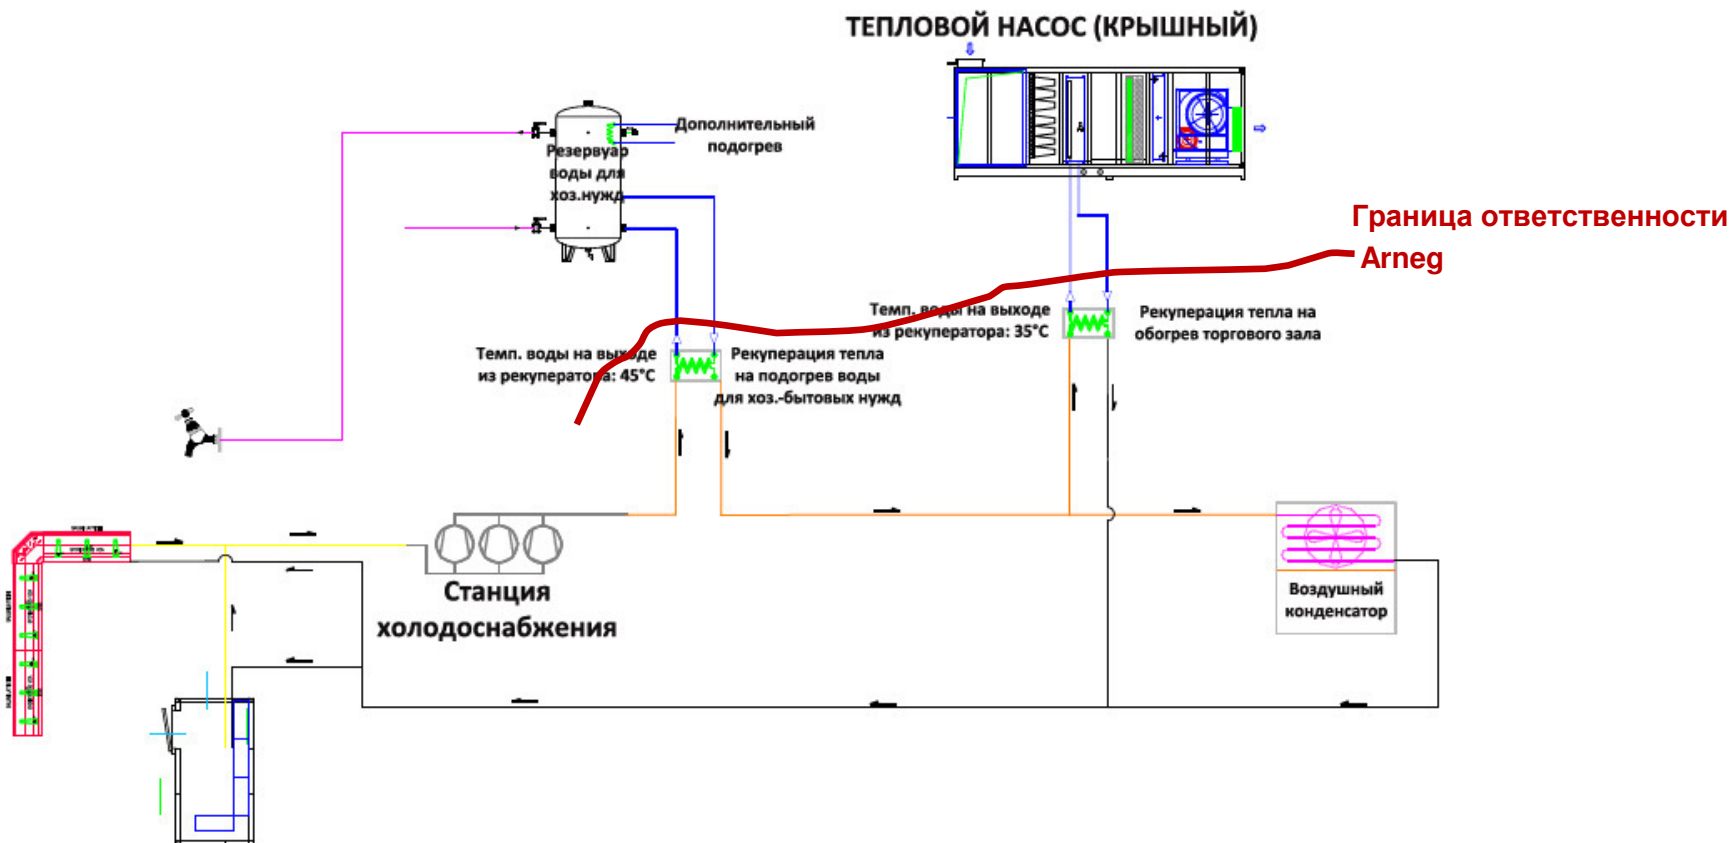 ТЕПЛОВОЙ НАСОС (КРЫШНЫЙ)
Дополнительный
подогрев
Резервуар
воды для
хоз.нужд
Граница ответственности
Arneg
Темп. воды на выходе
из рекуператора: 35°C
Рекуперация тепла на
обогрев торгового зала
Темп. воды на выходе
из рекуператора: 45°C
Рекуперация тепла
на подогрев воды
для хоз.-бытовых нужд
Станция
холодоснабжения
Воздушный
конденсатор